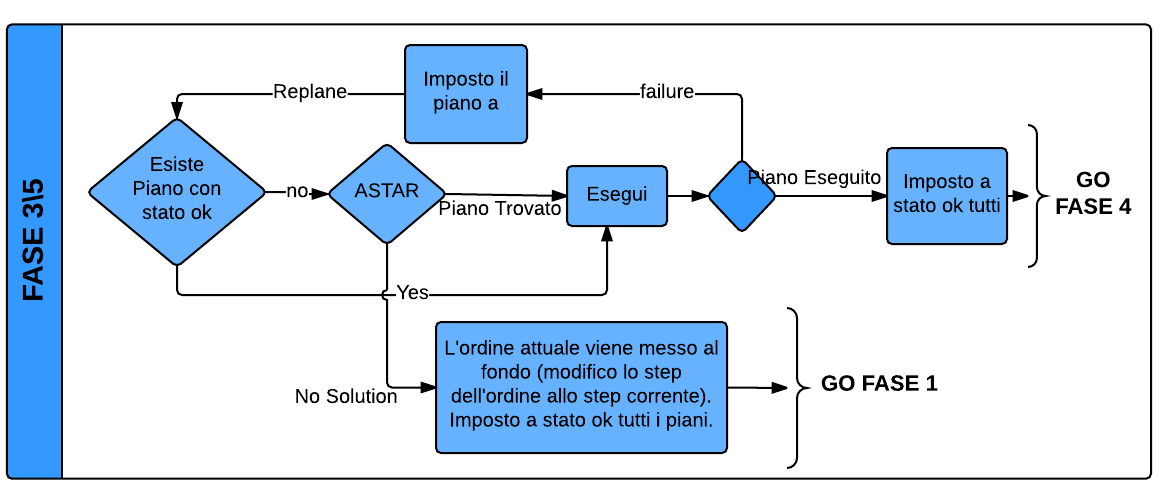 FASE 3\5
Imposto il
piano a
Replane
failure
Esiste
Piano con
stato ok
no
ASTAR
Piano Trovato
Esegui
Piano Eseguito
Imposto a
stato ok tutti
GO
FASE 4
Yes
No Solution
L'ordine attuale viene messo al
fondo (modifico lo step
dell'ordine allo step corrente).
Imposto a stato ok tutti i piani.
GO FASE 1